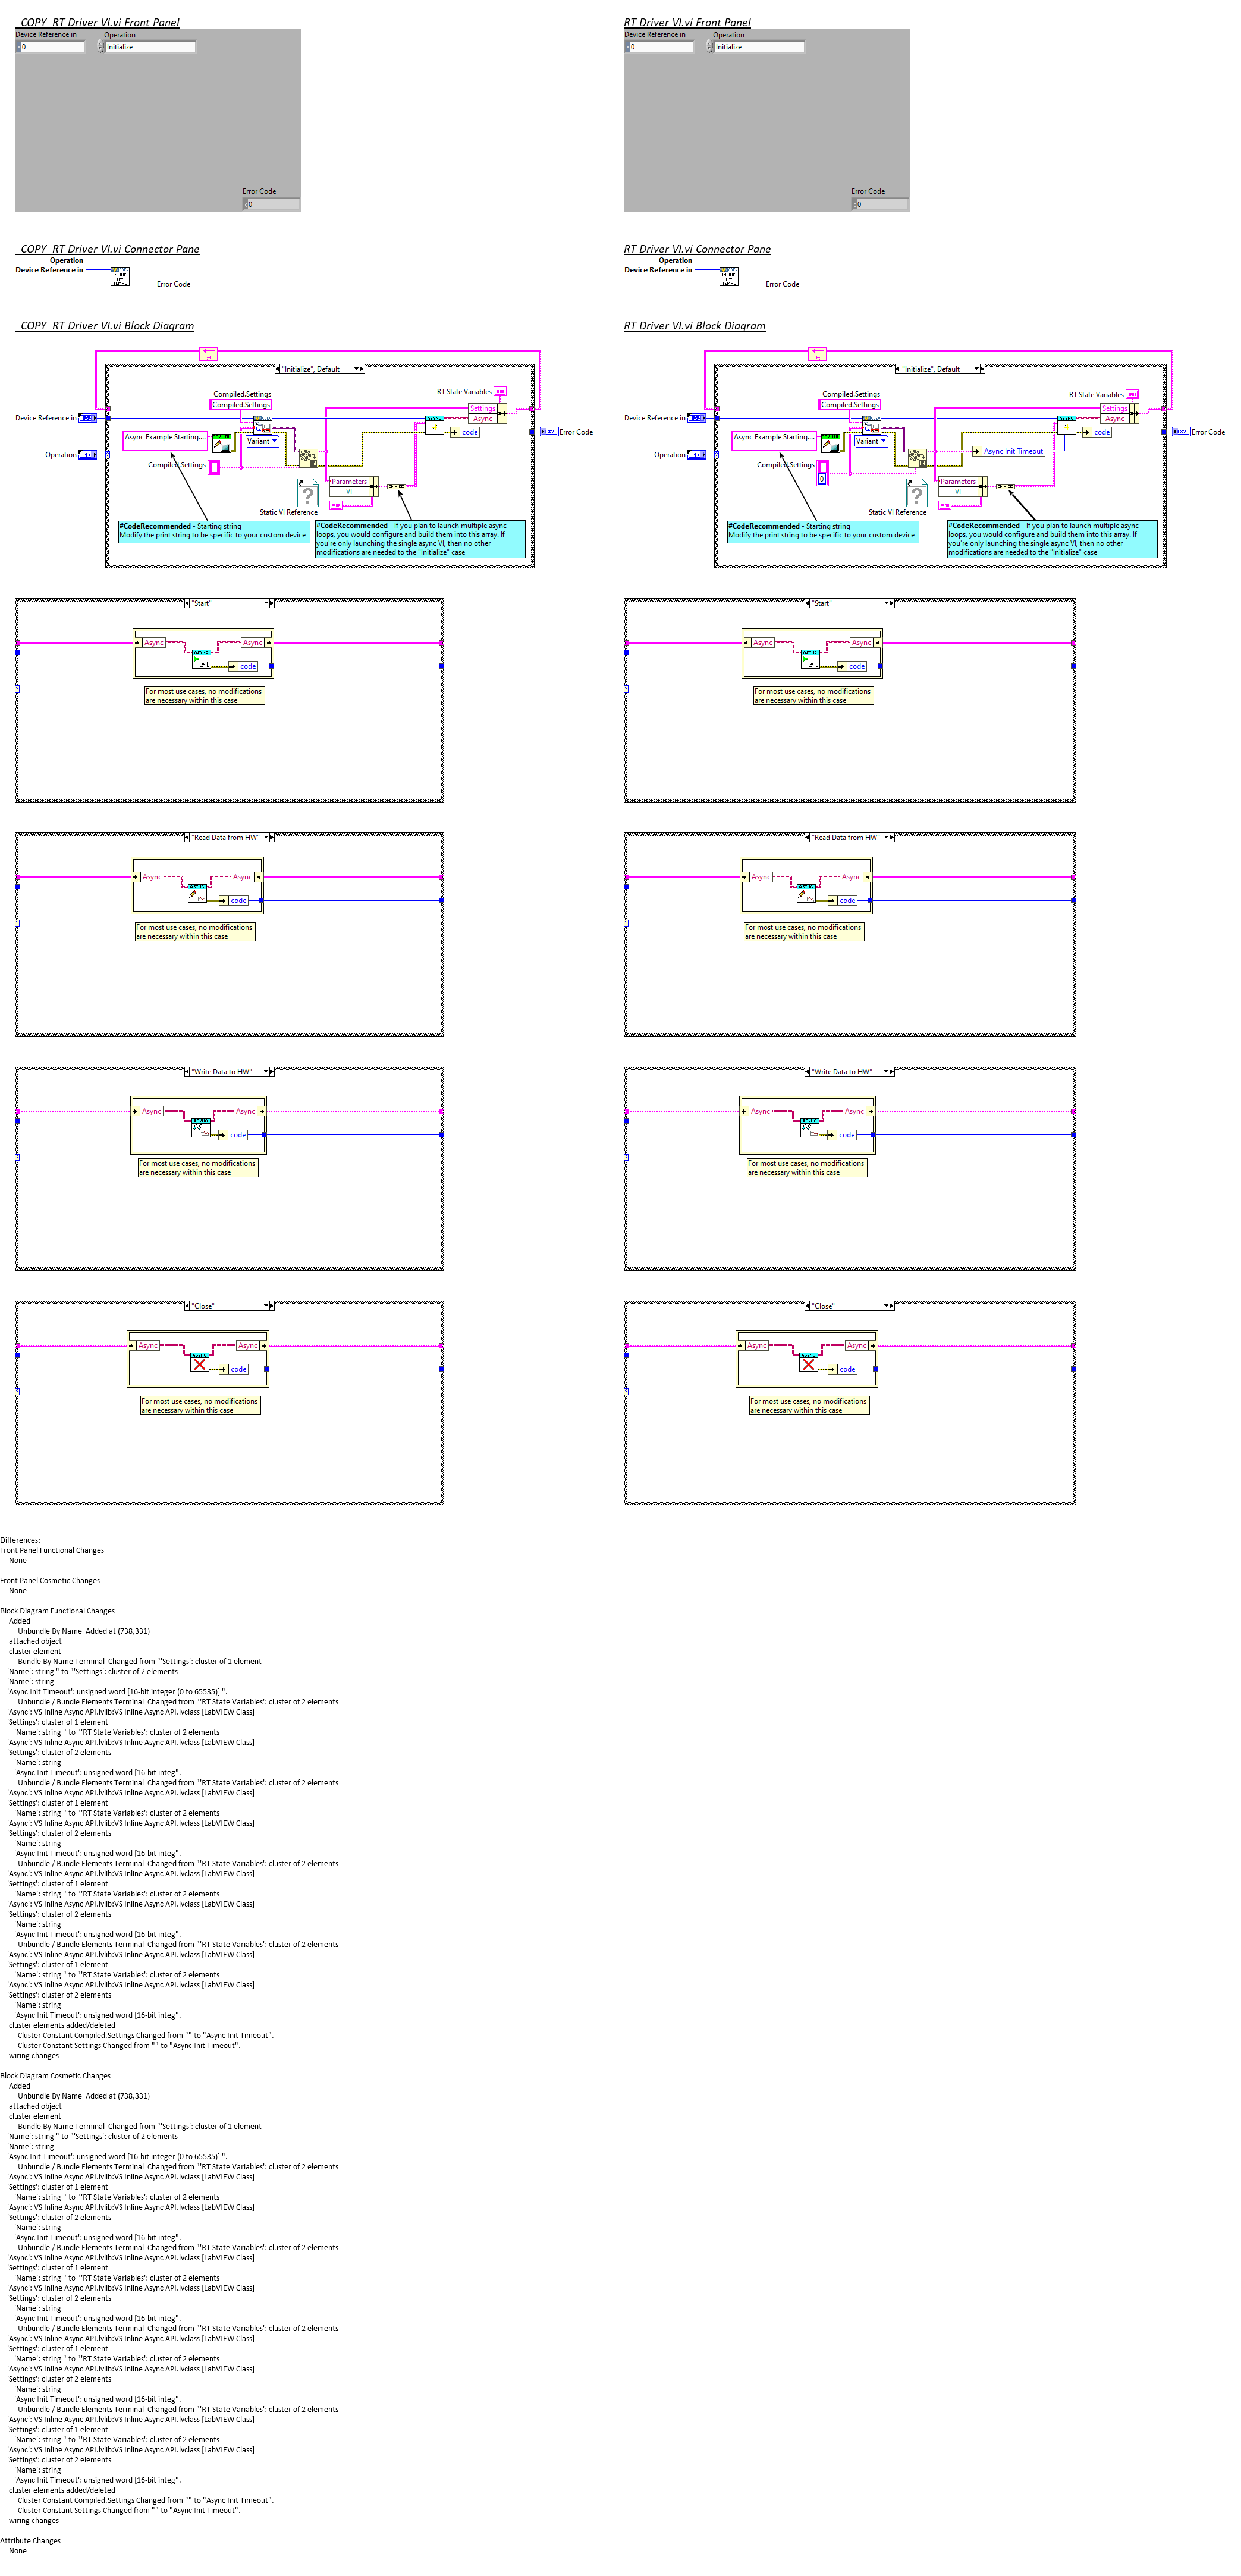 _COPY_RT Driver VI.vi Front Panel
Device Reference in
Operation
0
Initialize
Error Code
0
_COPY_RT Driver VI.vi Connector Pane
Operation
Device Reference in
INLINE
HW
TEMPL
Error Code
_COPY_RT Driver VI.vi Block Diagram
"Initialize", Default
RT State Variables
Compiled.Settings
Compiled.Settings
Settings
Async
Device Reference in
ASYNC
Async Example Starting...
code
Error Code
Variant
Operation
Compiled.Settings
Parameters
VI
Static VI Reference
#CodeRecommended - Starting string
Modify the print string to be specific to your custom device
#CodeRecommended - If you plan to launch multiple async
loops, you would configure and build them into this array. If
you're only launching the single async VI, then no other
modifications are needed to the "Initialize" case
"Start"
Async
Async
ASYNC
code
For most use cases, no modifications
are necessary within this case
"Read Data from HW"
Async
Async
ASYNC
code
For most use cases, no modifications
are necessary within this case
"Write Data to HW"
Async
Async
ASYNC
code
For most use cases, no modifications
are necessary within this case
"Close"
Async
Async
ASYNC
code
For most use cases, no modifications
are necessary within this case
RT Driver VI.vi Front Panel
Device Reference in
Operation
0
Initialize
Error Code
0
RT Driver VI.vi Connector Pane
Operation
Device Reference in
INLINE
HW
TEMPL
Error Code
RT Driver VI.vi Block Diagram
"Initialize", Default
RT State Variables
Compiled.Settings
Compiled.Settings
Settings
Async
Device Reference in
ASYNC
Async Example Starting...
code
Error Code
Variant
Async Init Timeout
Operation
Compiled.Settings
0
Parameters
VI
Static VI Reference
#CodeRecommended - Starting string
Modify the print string to be specific to your custom device
#CodeRecommended - If you plan to launch multiple async
loops, you would configure and build them into this array. If
you're only launching the single async VI, then no other
modifications are needed to the "Initialize" case
"Start"
Async
Async
ASYNC
code
For most use cases, no modifications
are necessary within this case
"Read Data from HW"
Async
Async
ASYNC
code
For most use cases, no modifications
are necessary within this case
"Write Data to HW"
Async
Async
ASYNC
code
For most use cases, no modifications
are necessary within this case
"Close"
Async
Async
ASYNC
code
For most use cases, no modifications
are necessary within this case
Differences:
Front Panel Functional Changes
None
Front Panel Cosmetic Changes
None
Block Diagram Functional Changes
Added
Unbundle By Name  Added at (738,331)
attached object
cluster element
Bundle By Name Terminal  Changed from "'Settings': cluster of 1 element
'Name': string " to "'Settings': cluster of 2 elements
'Name': string
'Async Init Timeout': unsigned word [16-bit integer (0 to 65535)] ".
Unbundle / Bundle Elements Terminal  Changed from "'RT State Variables': cluster of 2 elements
'Async': VS Inline Async API.lvlib:VS Inline Async API.lvclass [LabVIEW Class]
'Settings': cluster of 1 element
'Name': string " to "'RT State Variables': cluster of 2 elements
'Async': VS Inline Async API.lvlib:VS Inline Async API.lvclass [LabVIEW Class]
'Settings': cluster of 2 elements
'Name': string
'Async Init Timeout': unsigned word [16-bit integ".
Unbundle / Bundle Elements Terminal  Changed from "'RT State Variables': cluster of 2 elements
'Async': VS Inline Async API.lvlib:VS Inline Async API.lvclass [LabVIEW Class]
'Settings': cluster of 1 element
'Name': string " to "'RT State Variables': cluster of 2 elements
'Async': VS Inline Async API.lvlib:VS Inline Async API.lvclass [LabVIEW Class]
'Settings': cluster of 2 elements
'Name': string
'Async Init Timeout': unsigned word [16-bit integ".
Unbundle / Bundle Elements Terminal  Changed from "'RT State Variables': cluster of 2 elements
'Async': VS Inline Async API.lvlib:VS Inline Async API.lvclass [LabVIEW Class]
'Settings': cluster of 1 element
'Name': string " to "'RT State Variables': cluster of 2 elements
'Async': VS Inline Async API.lvlib:VS Inline Async API.lvclass [LabVIEW Class]
'Settings': cluster of 2 elements
'Name': string
'Async Init Timeout': unsigned word [16-bit integ".
Unbundle / Bundle Elements Terminal  Changed from "'RT State Variables': cluster of 2 elements
'Async': VS Inline Async API.lvlib:VS Inline Async API.lvclass [LabVIEW Class]
'Settings': cluster of 1 element
'Name': string " to "'RT State Variables': cluster of 2 elements
'Async': VS Inline Async API.lvlib:VS Inline Async API.lvclass [LabVIEW Class]
'Settings': cluster of 2 elements
'Name': string
'Async Init Timeout': unsigned word [16-bit integ".
cluster elements added/deleted
Cluster Constant Compiled.Settings Changed from "" to "Async Init Timeout".
Cluster Constant Settings Changed from "" to "Async Init Timeout".
wiring changes
Block Diagram Cosmetic Changes
Added
Unbundle By Name  Added at (738,331)
attached object
cluster element
Bundle By Name Terminal  Changed from "'Settings': cluster of 1 element
'Name': string " to "'Settings': cluster of 2 elements
'Name': string
'Async Init Timeout': unsigned word [16-bit integer (0 to 65535)] ".
Unbundle / Bundle Elements Terminal  Changed from "'RT State Variables': cluster of 2 elements
'Async': VS Inline Async API.lvlib:VS Inline Async API.lvclass [LabVIEW Class]
'Settings': cluster of 1 element
'Name': string " to "'RT State Variables': cluster of 2 elements
'Async': VS Inline Async API.lvlib:VS Inline Async API.lvclass [LabVIEW Class]
'Settings': cluster of 2 elements
'Name': string
'Async Init Timeout': unsigned word [16-bit integ".
Unbundle / Bundle Elements Terminal  Changed from "'RT State Variables': cluster of 2 elements
'Async': VS Inline Async API.lvlib:VS Inline Async API.lvclass [LabVIEW Class]
'Settings': cluster of 1 element
'Name': string " to "'RT State Variables': cluster of 2 elements
'Async': VS Inline Async API.lvlib:VS Inline Async API.lvclass [LabVIEW Class]
'Settings': cluster of 2 elements
'Name': string
'Async Init Timeout': unsigned word [16-bit integ".
Unbundle / Bundle Elements Terminal  Changed from "'RT State Variables': cluster of 2 elements
'Async': VS Inline Async API.lvlib:VS Inline Async API.lvclass [LabVIEW Class]
'Settings': cluster of 1 element
'Name': string " to "'RT State Variables': cluster of 2 elements
'Async': VS Inline Async API.lvlib:VS Inline Async API.lvclass [LabVIEW Class]
'Settings': cluster of 2 elements
'Name': string
'Async Init Timeout': unsigned word [16-bit integ".
Unbundle / Bundle Elements Terminal  Changed from "'RT State Variables': cluster of 2 elements
'Async': VS Inline Async API.lvlib:VS Inline Async API.lvclass [LabVIEW Class]
'Settings': cluster of 1 element
'Name': string " to "'RT State Variables': cluster of 2 elements
'Async': VS Inline Async API.lvlib:VS Inline Async API.lvclass [LabVIEW Class]
'Settings': cluster of 2 elements
'Name': string
'Async Init Timeout': unsigned word [16-bit integ".
cluster elements added/deleted
Cluster Constant Compiled.Settings Changed from "" to "Async Init Timeout".
Cluster Constant Settings Changed from "" to "Async Init Timeout".
wiring changes
Attribute Changes
None